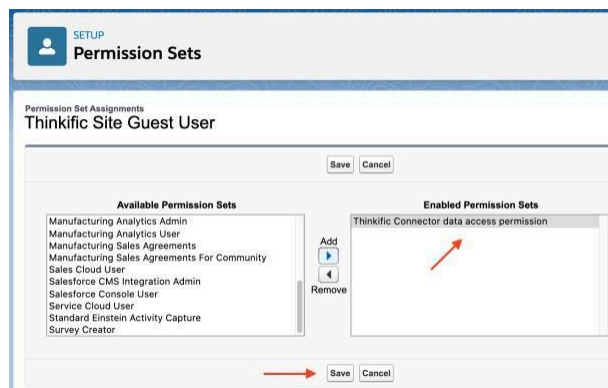 SETUP
Permission Sets
Permission Set Assignments
Thinkific Site Guest User
Save Cancel
Available Permission Sets
Enabled Permission Sets
Manufacturing Analytics Admin
Manufacturing Analytics User
Manufacturing Sales Agreements
Manufacturing Sales Agreements For Community
Sales Cloud User
Salesforce CMS Integration Admin
Salesforce Console User
Service Cloud User
Standard Einstein Activity Capture
Survey Creator
Add
Remove
Thinkific Connector data access permission
Save Cancel